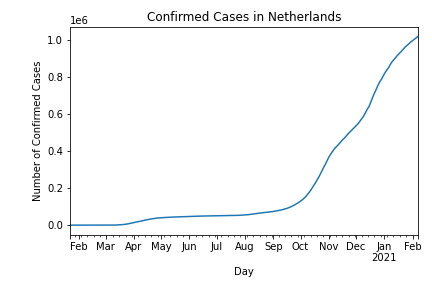 Confirmed Cases in Netherlands
1e6
1.0
0.8
0.6
0.4
0.2
0.0
Number of Confirmed Cases
Feb Mar Apr May Jun Jul Aug Sep Oct Nov Dec Jan Feb
2021
Day